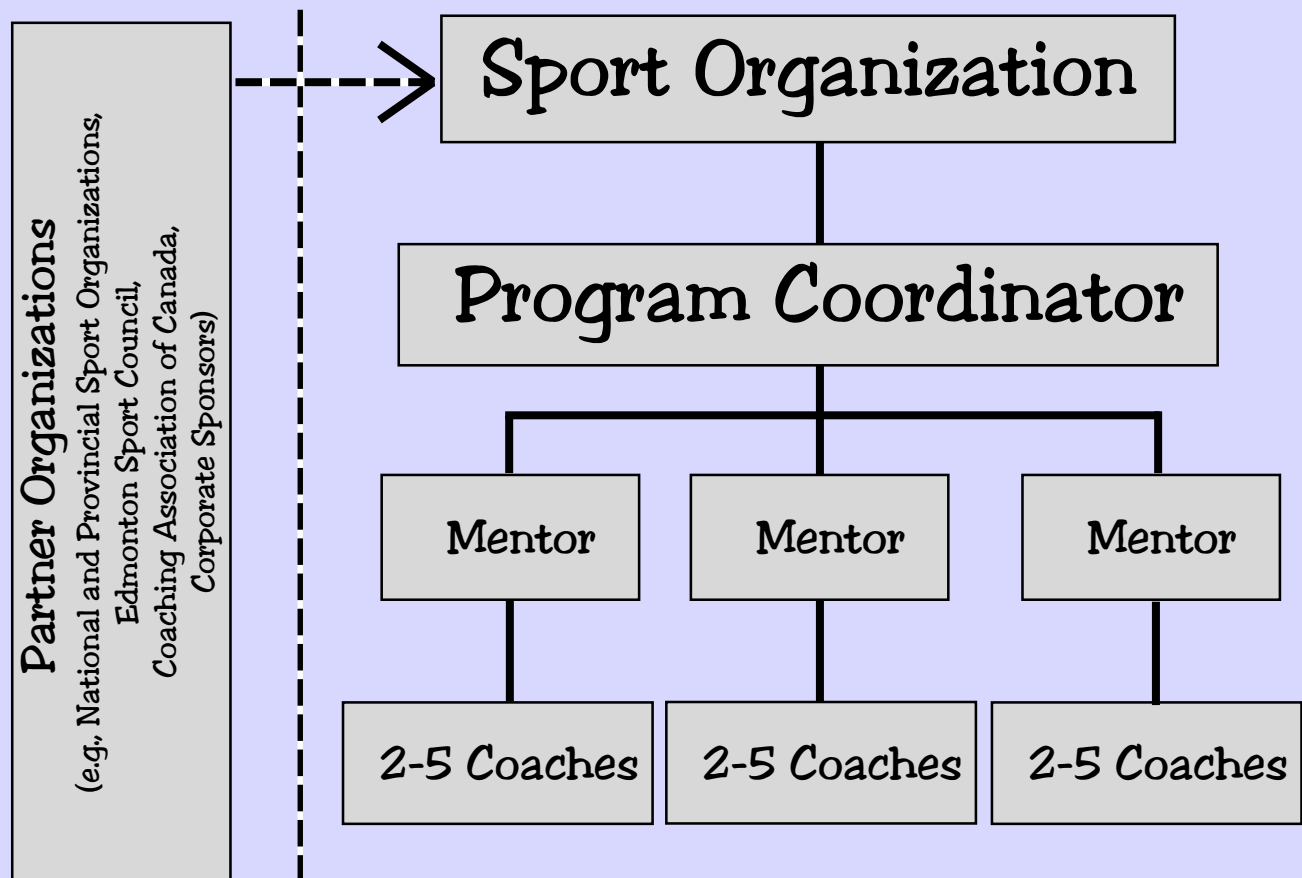 Partner Organizations
(e.g., National and Provincial Sport Organizations,
Edmonton Sport Council,
Coaching Association of Canada,
Corporate Sponsors)
Sport Organization
Program Coordinator
Mentor
Mentor
Mentor
2-5 Coaches
2-5 Coaches
2-5 Coaches